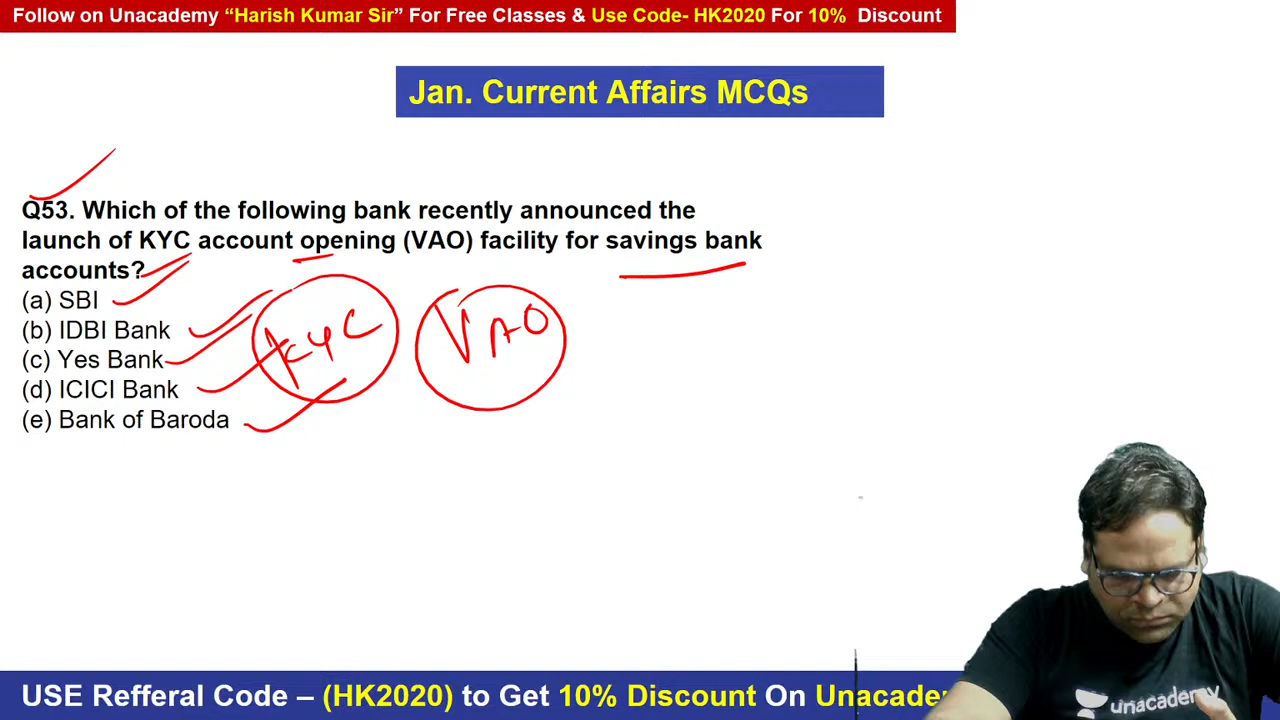 Follow on Unacademy “Harish Kumar Sir” For Free Classes & Use Code- HK2020 For 10% Discount
Jan. Current Affairs MCQs
Q53. Which of the following bank recently announced the
launch of KYC account opening (VAO) facility for savings bank
accounts?
(a) SBI
(b) IDBI Bank
(c) Yes Bank
(d) ICICI Bank
(e) Bank of Baroda
KYC
VAO
unacademy
USE Refferal Code – (HK2020) to Get 10% Discount On